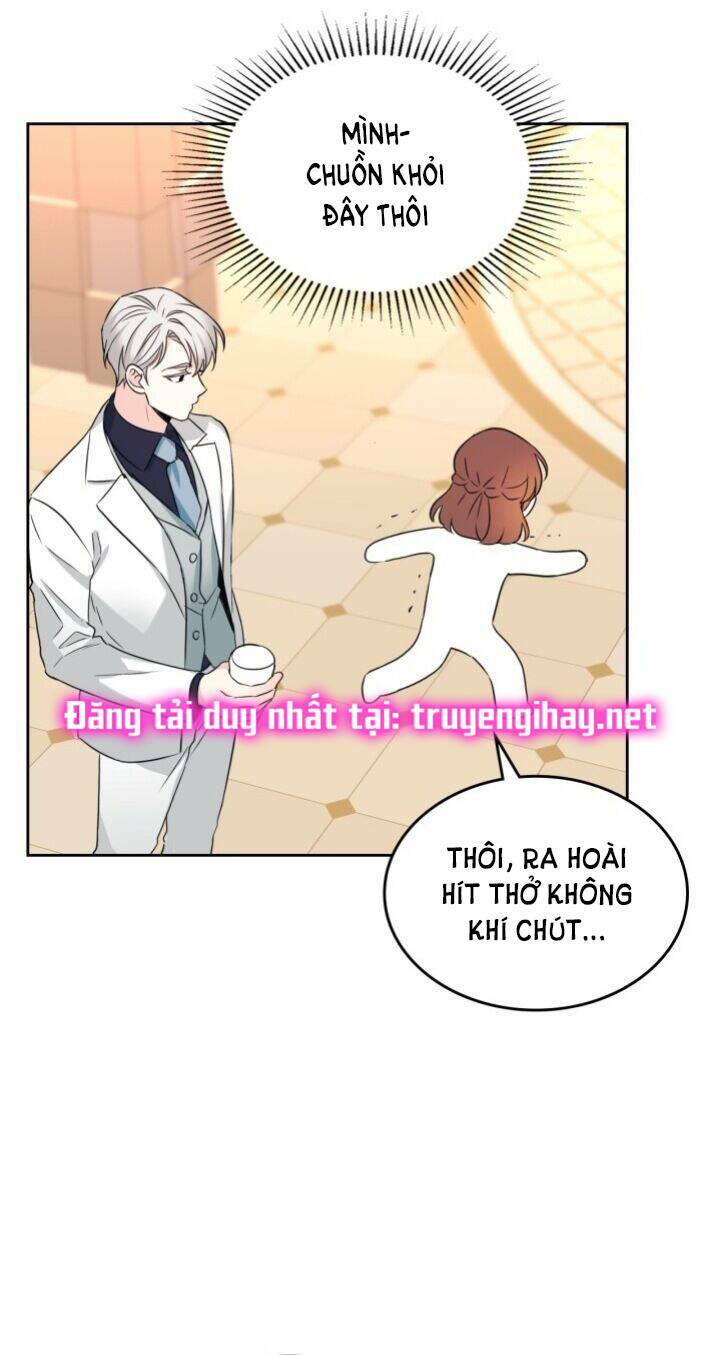 MÌNH-
CHUỒN KHỎI
ĐÂY THÔI
Đăng tải duy nhất tại: truyengihay.net
THÔI, RA HOÀI
HÍT THỞ KHÔNG
KHÍ CHÚT...